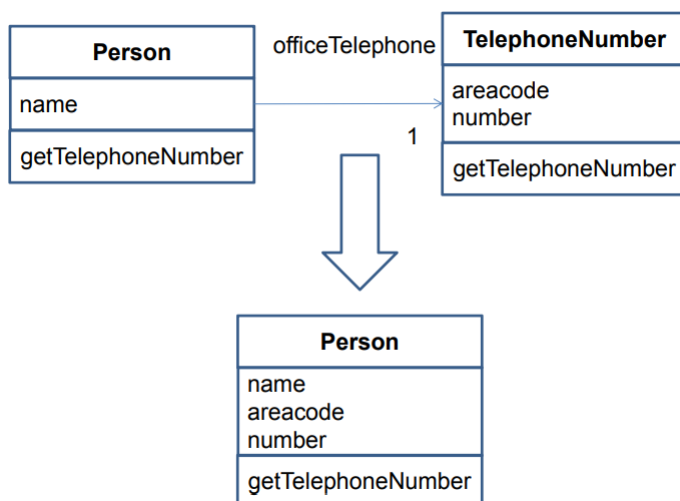 Person
name
getTelephoneNumber
officeTelephone
1
TelephoneNumber
areacode
number
getTelephoneNumber
Person
name
areacode
number
getTelephoneNumber